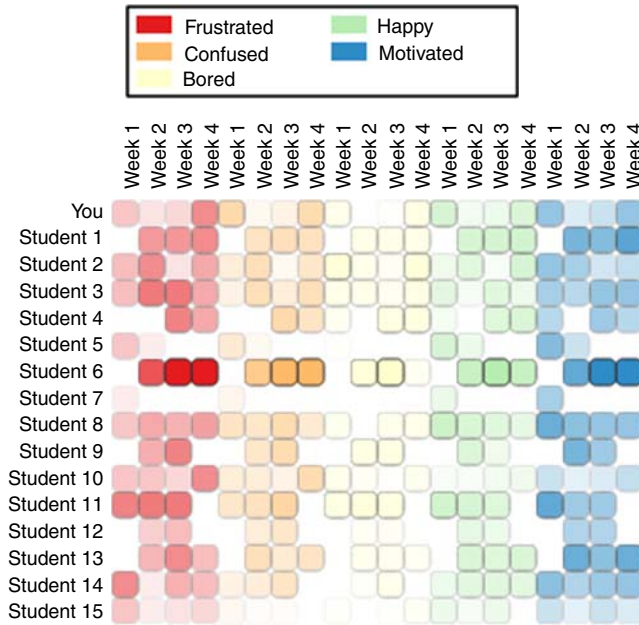 Frustrated Happy
Confused Motivated
Bored
Week 1 Week 2 Week 3 Week 4 Week 1 Week 2 Week 3 Week 4 Week 1 Week 2 Week 3 Week 4 Week 1 Week 2 Week 3 Week 4 Week 1 Week 2 Week 3 Week 4
You
Student 1
Student 2
Student 3
Student 4
Student 5
Student 6
Student 7
Student 8
Student 9
Student 10
Student 11
Student 12
Student 13
Student 14
Student 15